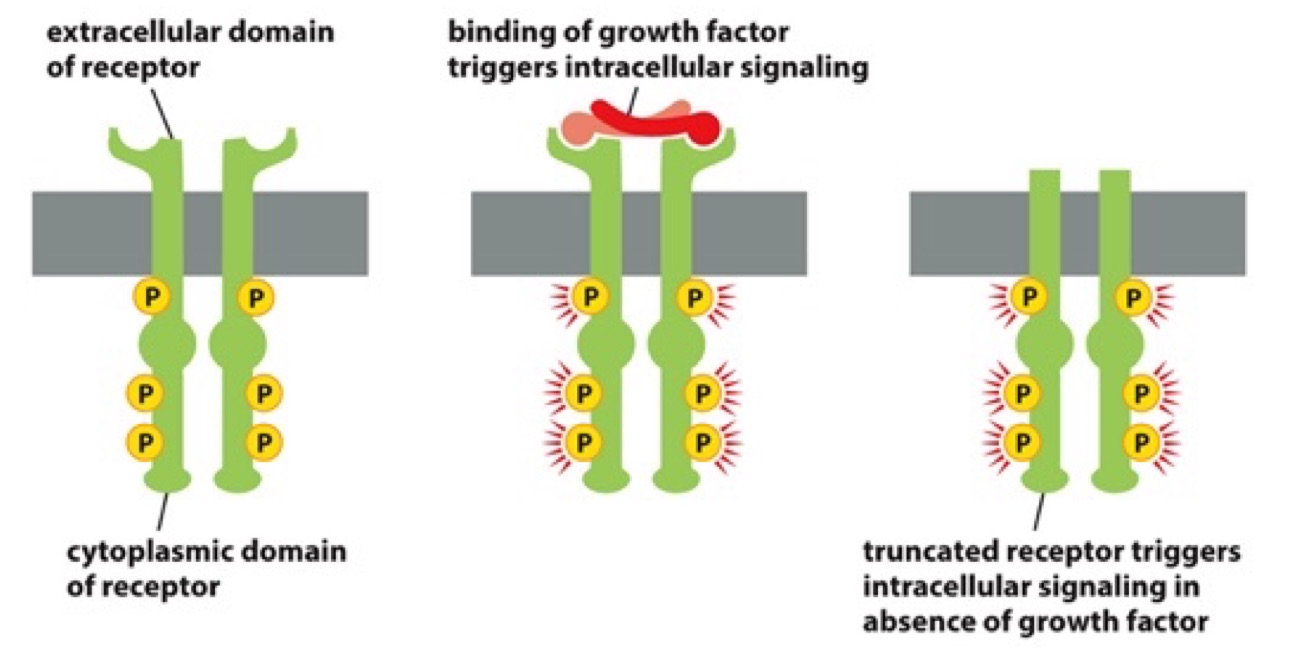 extracellular domain
of receptor
binding of growth factor
triggers intracellular signaling
P P
P P
P P
P P
P P
P P
P P
P P
P P
cytoplasmic domain
of receptor
truncated receptor triggers
intracellular signaling in
absence of growth factor